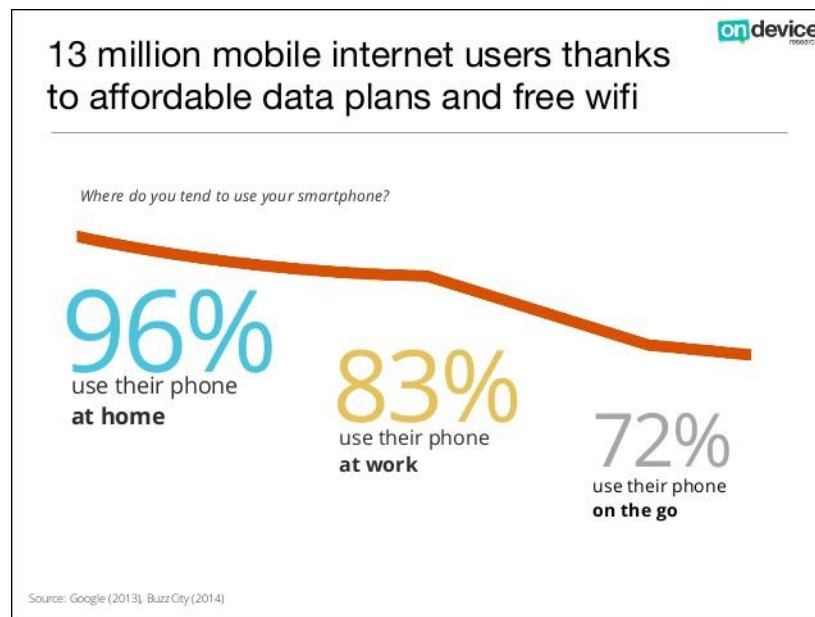 ondevice
research
13 million mobile internet users thanks
to affordable data plans and free wifi
Where do you tend to use your smartphone?
96%
use their phone
at home
83%
use their phone
at work
72%
use their phone
on the go
Source: Google (2013), BuzzCity (2014)